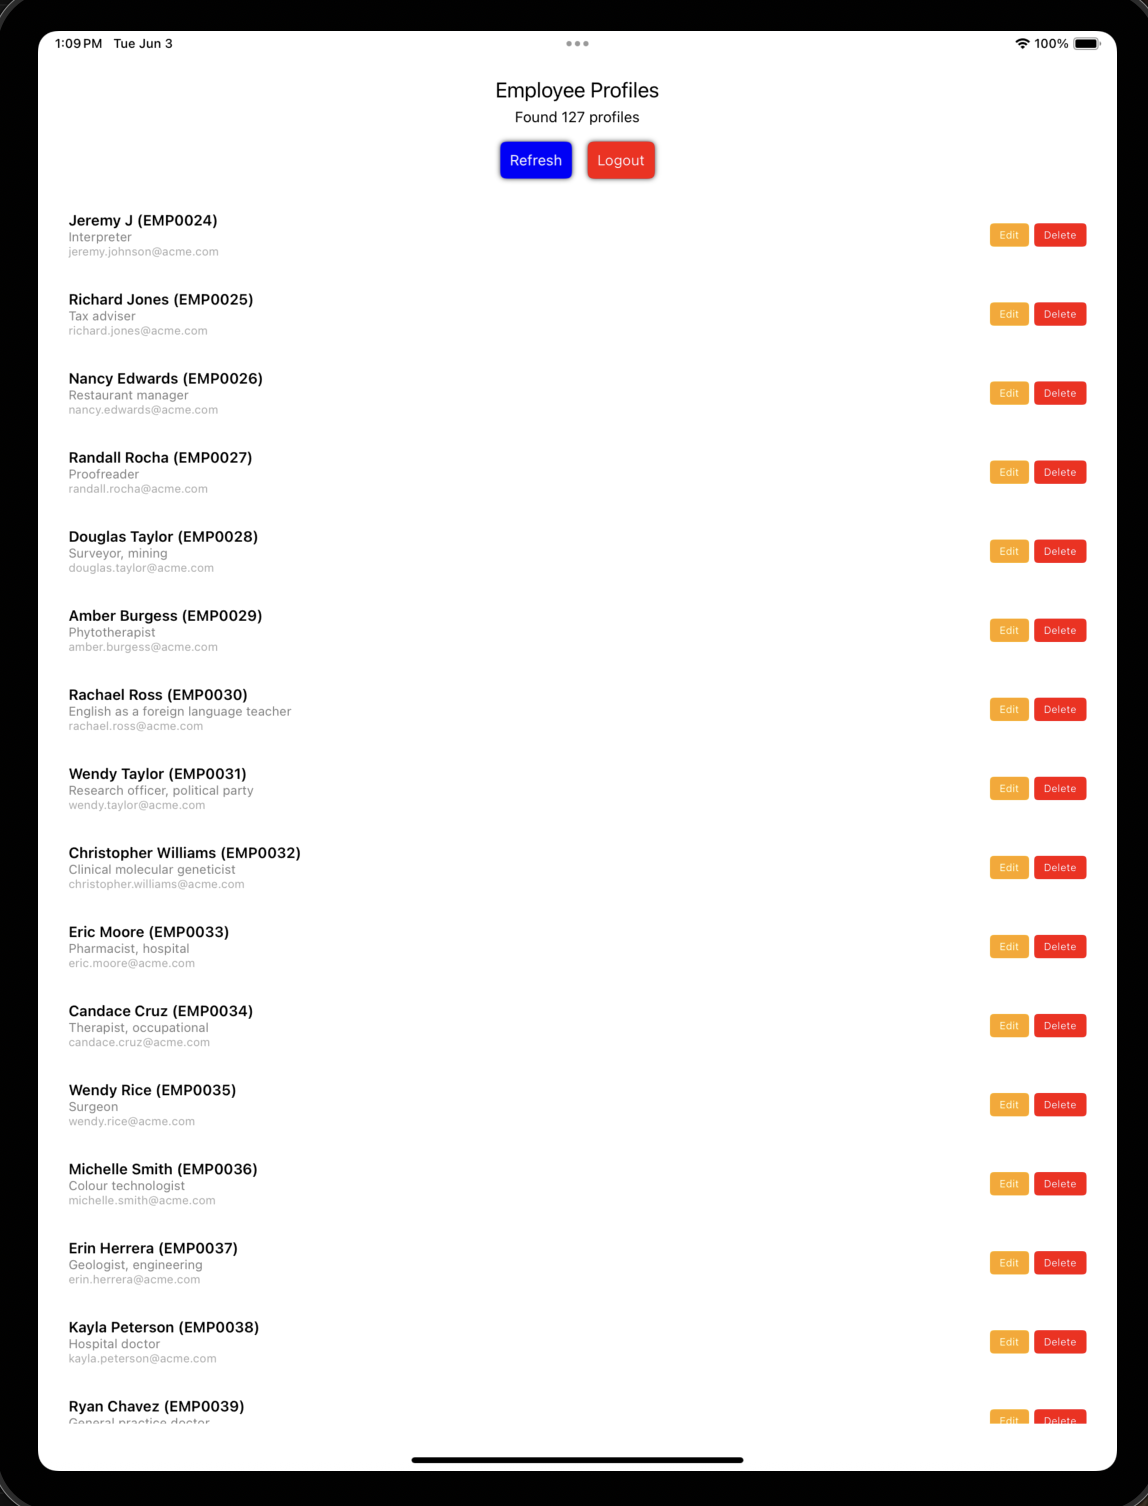 1:09 PM Tue Jun 3
100%
Employee Profiles
Found 127 profiles
Refresh Logout
Jeremy J (EMP0024)
Interpreter
jeremy.johnson@acme.com
Edit Delete
Richard Jones (EMP0025)
Tax adviser
richard.jones@acme.com
Edit Delete
Nancy Edwards (EMP0026)
Restaurant manager
nancy.edwards@acme.com
Edit Delete
Randall Rocha (EMP0027)
Proofreader
randall.rocha@acme.com
Edit Delete
Douglas Taylor (EMP0028)
Surveyor, mining
douglas.taylor@acme.com
Edit Delete
Amber Burgess (EMP0029)
Phytotherapist
amber.burgess@acme.com
Edit Delete
Rachael Ross (EMP0030)
English as a foreign language teacher
rachael.ross@acme.com
Edit Delete
Wendy Taylor (EMP0031)
Research officer, political party
wendy.taylor@acme.com
Edit Delete
Christopher Williams (EMP0032)
Clinical molecular geneticist
christopher.williams@acme.com
Edit Delete
Eric Moore (EMP0033)
Pharmacist, hospital
eric.moore@acme.com
Edit Delete
Candace Cruz (EMP0034)
Therapist, occupational
candace.cruz@acme.com
Edit Delete
Wendy Rice (EMP0035)
Surgeon
wendy.rice@acme.com
Edit Delete
Michelle Smith (EMP0036)
Colour technologist
michelle.smith@acme.com
Edit Delete
Erin Herrera (EMP0037)
Geologist, engineering
erin.herrera@acme.com
Edit Delete
Kayla Peterson (EMP0038)
Hospital doctor
kayla.peterson@acme.com
Edit Delete
Ryan Chavez (EMP0039)
General practice doctor
Edit Delete